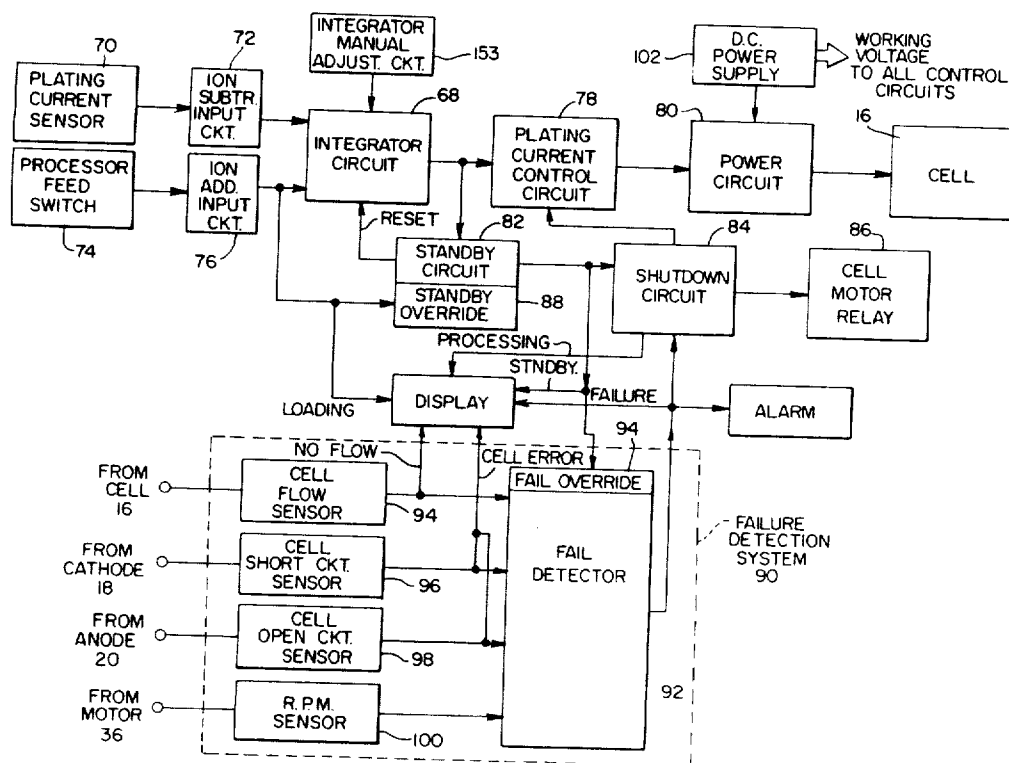 70
PLATING
CURRENT
SENSOR
72
ION
SUBTR.
INPUT
CKT.
INTEGRATOR
MANUAL
ADJUST. CKT.
153
102
D.C.
POWER
SUPPLY
WORKING
VOLTAGE
TO ALL CONTROL
CIRCUITS
68
INTEGRATOR
CIRCUIT
78
PLATING
CURRENT
CONTROL
CIRCUIT
80
POWER
CIRCUIT
16
CELL
PROCESSOR
FEED
SWITCH
74
ION
ADD.
INPUT
CKT.
76
RESET
82
STANDBY
CIRCUIT
STANDBY
OVERRIDE
88
84
SHUTDOWN
CIRCUIT
86
CELL
MOTOR
RELAY
PROCESSING
STNDBY.
LOADING
DISPLAY
FAILURE
ALARM
NO FLOW
CELL ERROR
94
FROM
CELL
16
CELL
FLOW
SENSOR
94
FAIL OVERRIDE
FAIL
DETECTOR
FAILURE
DETECTION
SYSTEM
90
FROM
CATHODE
18
CELL
SHORT CKT.
SENSOR
96
FROM
ANODE
20
CELL
OPEN CKT.
SENSOR
98
92
FROM
MOTOR
36
R.P.M.
SENSOR
100